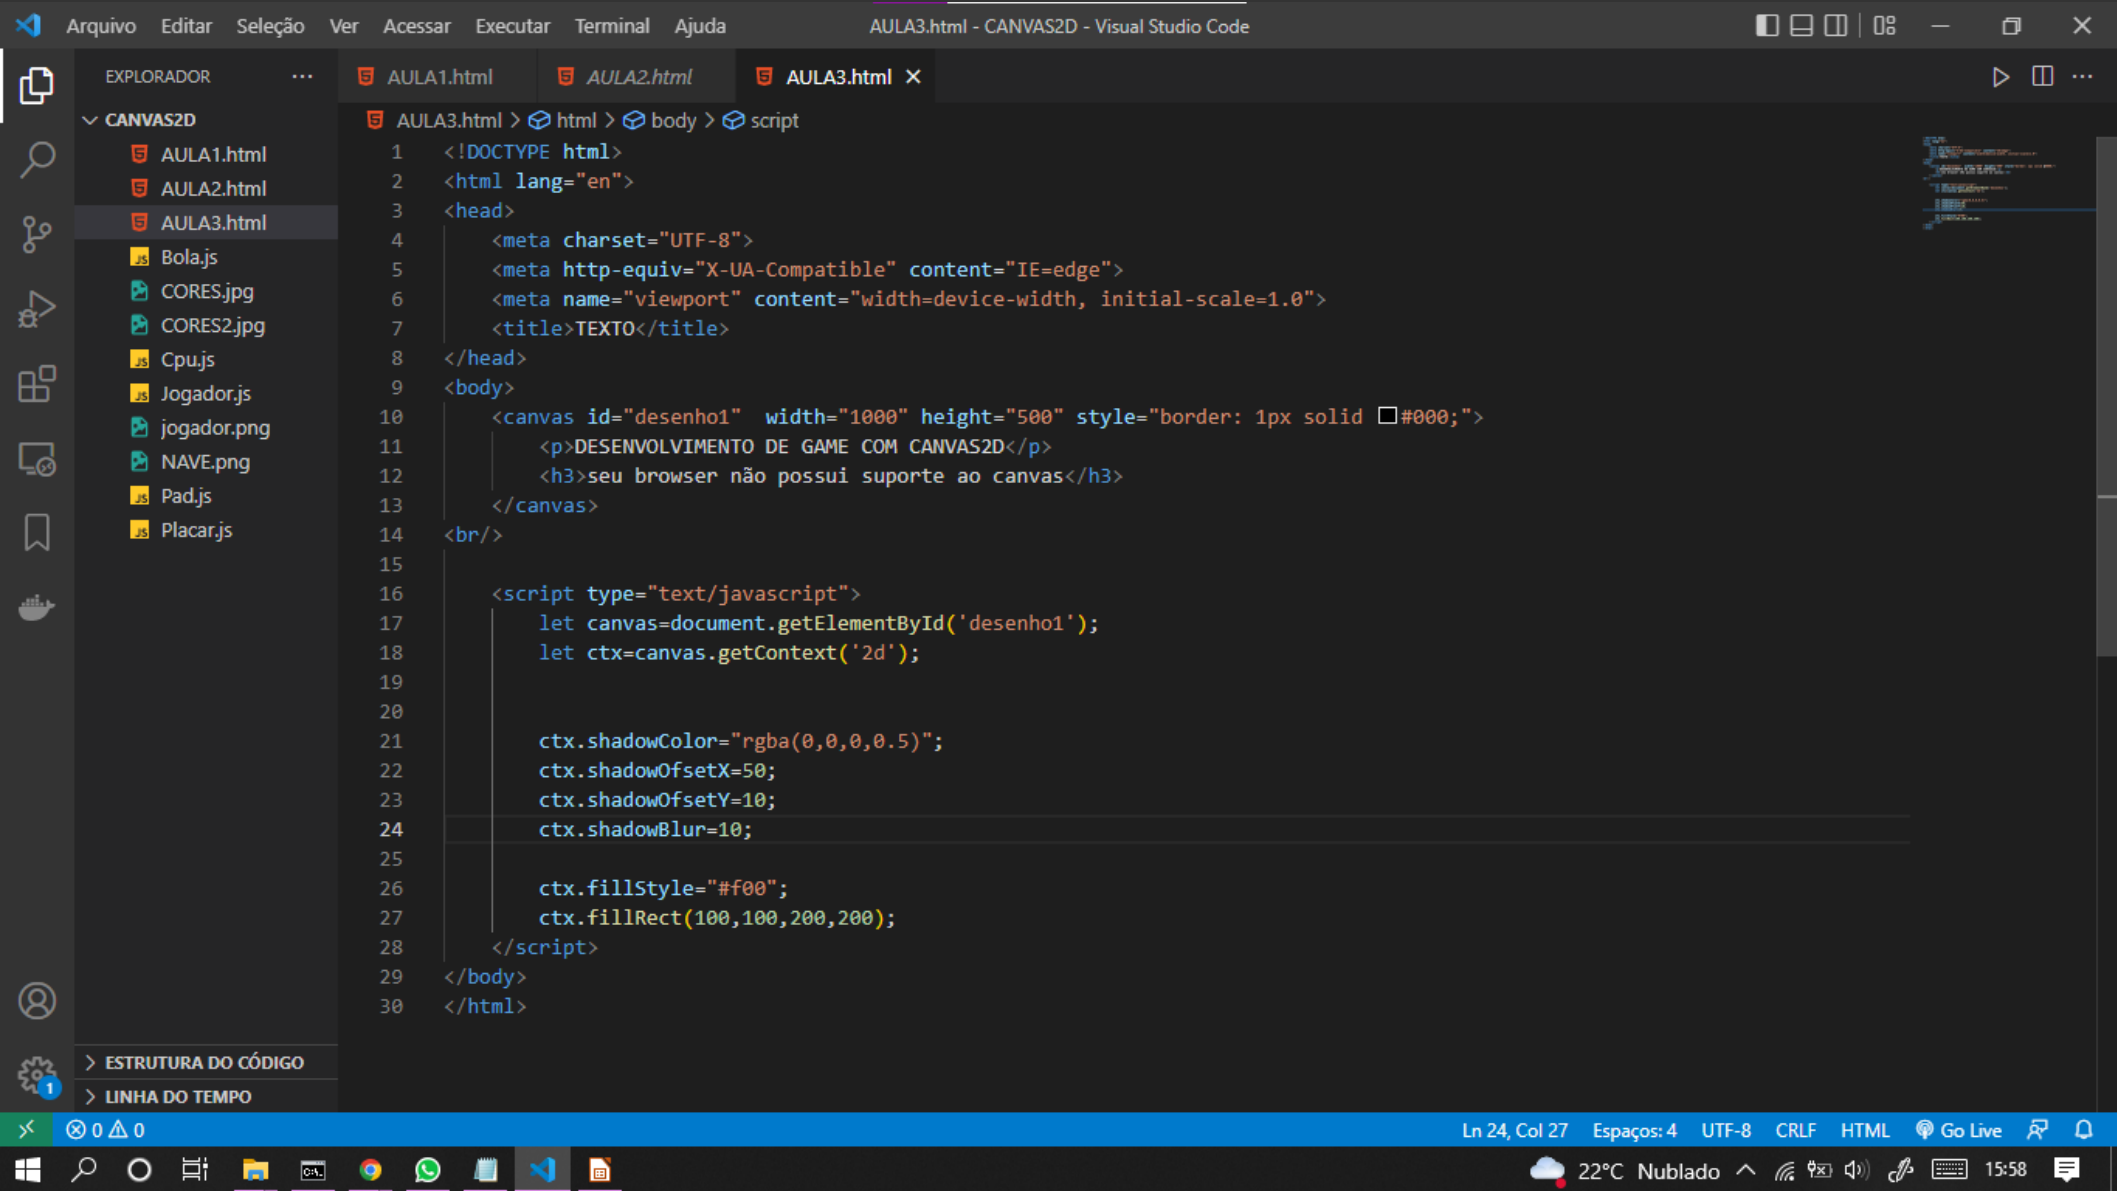 Arquivo Editar Seleção Ver Acessar Executar Terminal Ajuda
AULA3.html - CANVAS2D - Visual Studio Code
EXPLORADOR
CANVAS2D
AULA1.html
AULA2.html
AULA3.html
Bola.js
CORES.jpg
CORES2.jpg
Cpu.js
Jogador.js
jogador.png
NAVE.png
Pad.js
Placar.js
ESTRUTURA DO CÓDIGO
LINHA DO TEMPO
AULA1.html AULA2.html AULA3.html
AULA3.html > html > body > script
1 <!DOCTYPE html>
2 <html lang="en">
3 <head>
4 <meta charset="UTF-8">
5 <meta http-equiv="X-UA-Compatible" content="IE=edge">
6 <meta name="viewport" content="width=device-width, initial-scale=1.0">
7 <title>TEXTO</title>
8 </head>
9 <body>
10 <canvas id="desenho1"  width="1000" height="500" style="border: 1px solid #000;">
11 <p>DESENVOLVIMENTO DE GAME COM CANVAS2D</p>
12 <h3>seu browser não possui suporte ao canvas</h3>
13 </canvas>
14 <br/>
15
16 <script type="text/javascript">
17 let canvas=document.getElementById('desenho1');
18 let ctx=canvas.getContext('2d');
19
20
21 ctx.shadowColor="rgba(0,0,0,0.5)";
22 ctx.shadowOfsetX=50;
23 ctx.shadowOfsetY=10;
24 ctx.shadowBlur=10;
25
26 ctx.fillStyle="#f00";
27 ctx.fillRect(100,100,200,200);
28 </script>
29 </body>
30 </html>
1
0 0
Ln 24, Col 27 Espaços: 4 UTF-8 CRLF HTML Go Live
22°C Nublado 15:58